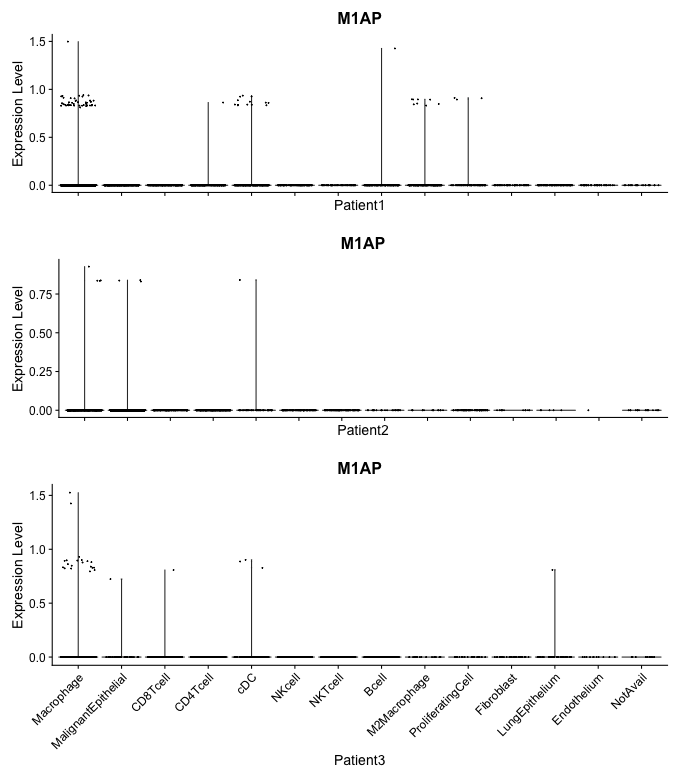 M1AP
Expression Level
1.5
1.0
0.5
0.0
Patient1
M1AP
Expression Level
0.75
0.50
0.25
0.00
Patient2
M1AP
Expression Level
1.5
1.0
0.5
0.0
Macrophage
MalignantEpithelial
CD8Tcell
CD4Tcell
cDC
NKcell
NKTcell
Bcell
M2Macrophage
ProliferatingCell
Fibroblast
LungEpithelium
Endothelium
NotAvail
Patient3